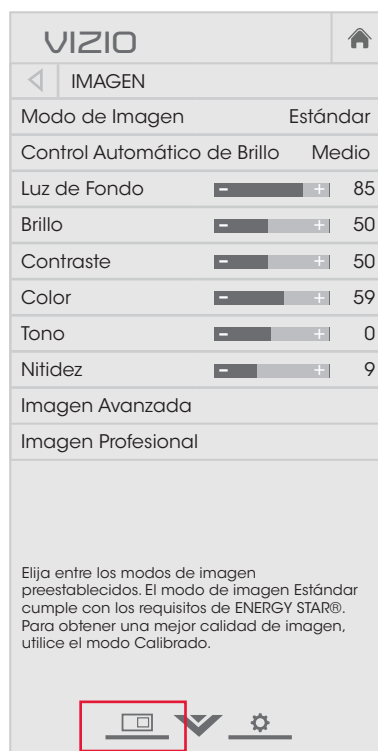 VIZIO
IMAGEN
Modo de Imagen Estándar
Control Automático de Brillo Medio
Luz de Fondo - + 85
Brillo - + 50
Contraste - + 50
Color - + 59
Tono - + 0
Nitidez - + 9
Imagen Avanzada
Imagen Profesional
Elija entre los modos de imagen
preestablecidos. El modo de imagen Estándar
cumple con los requisitos de ENERGY STAR®.
Para obtener una mejor calidad de imagen,
utilice el modo Calibrado.